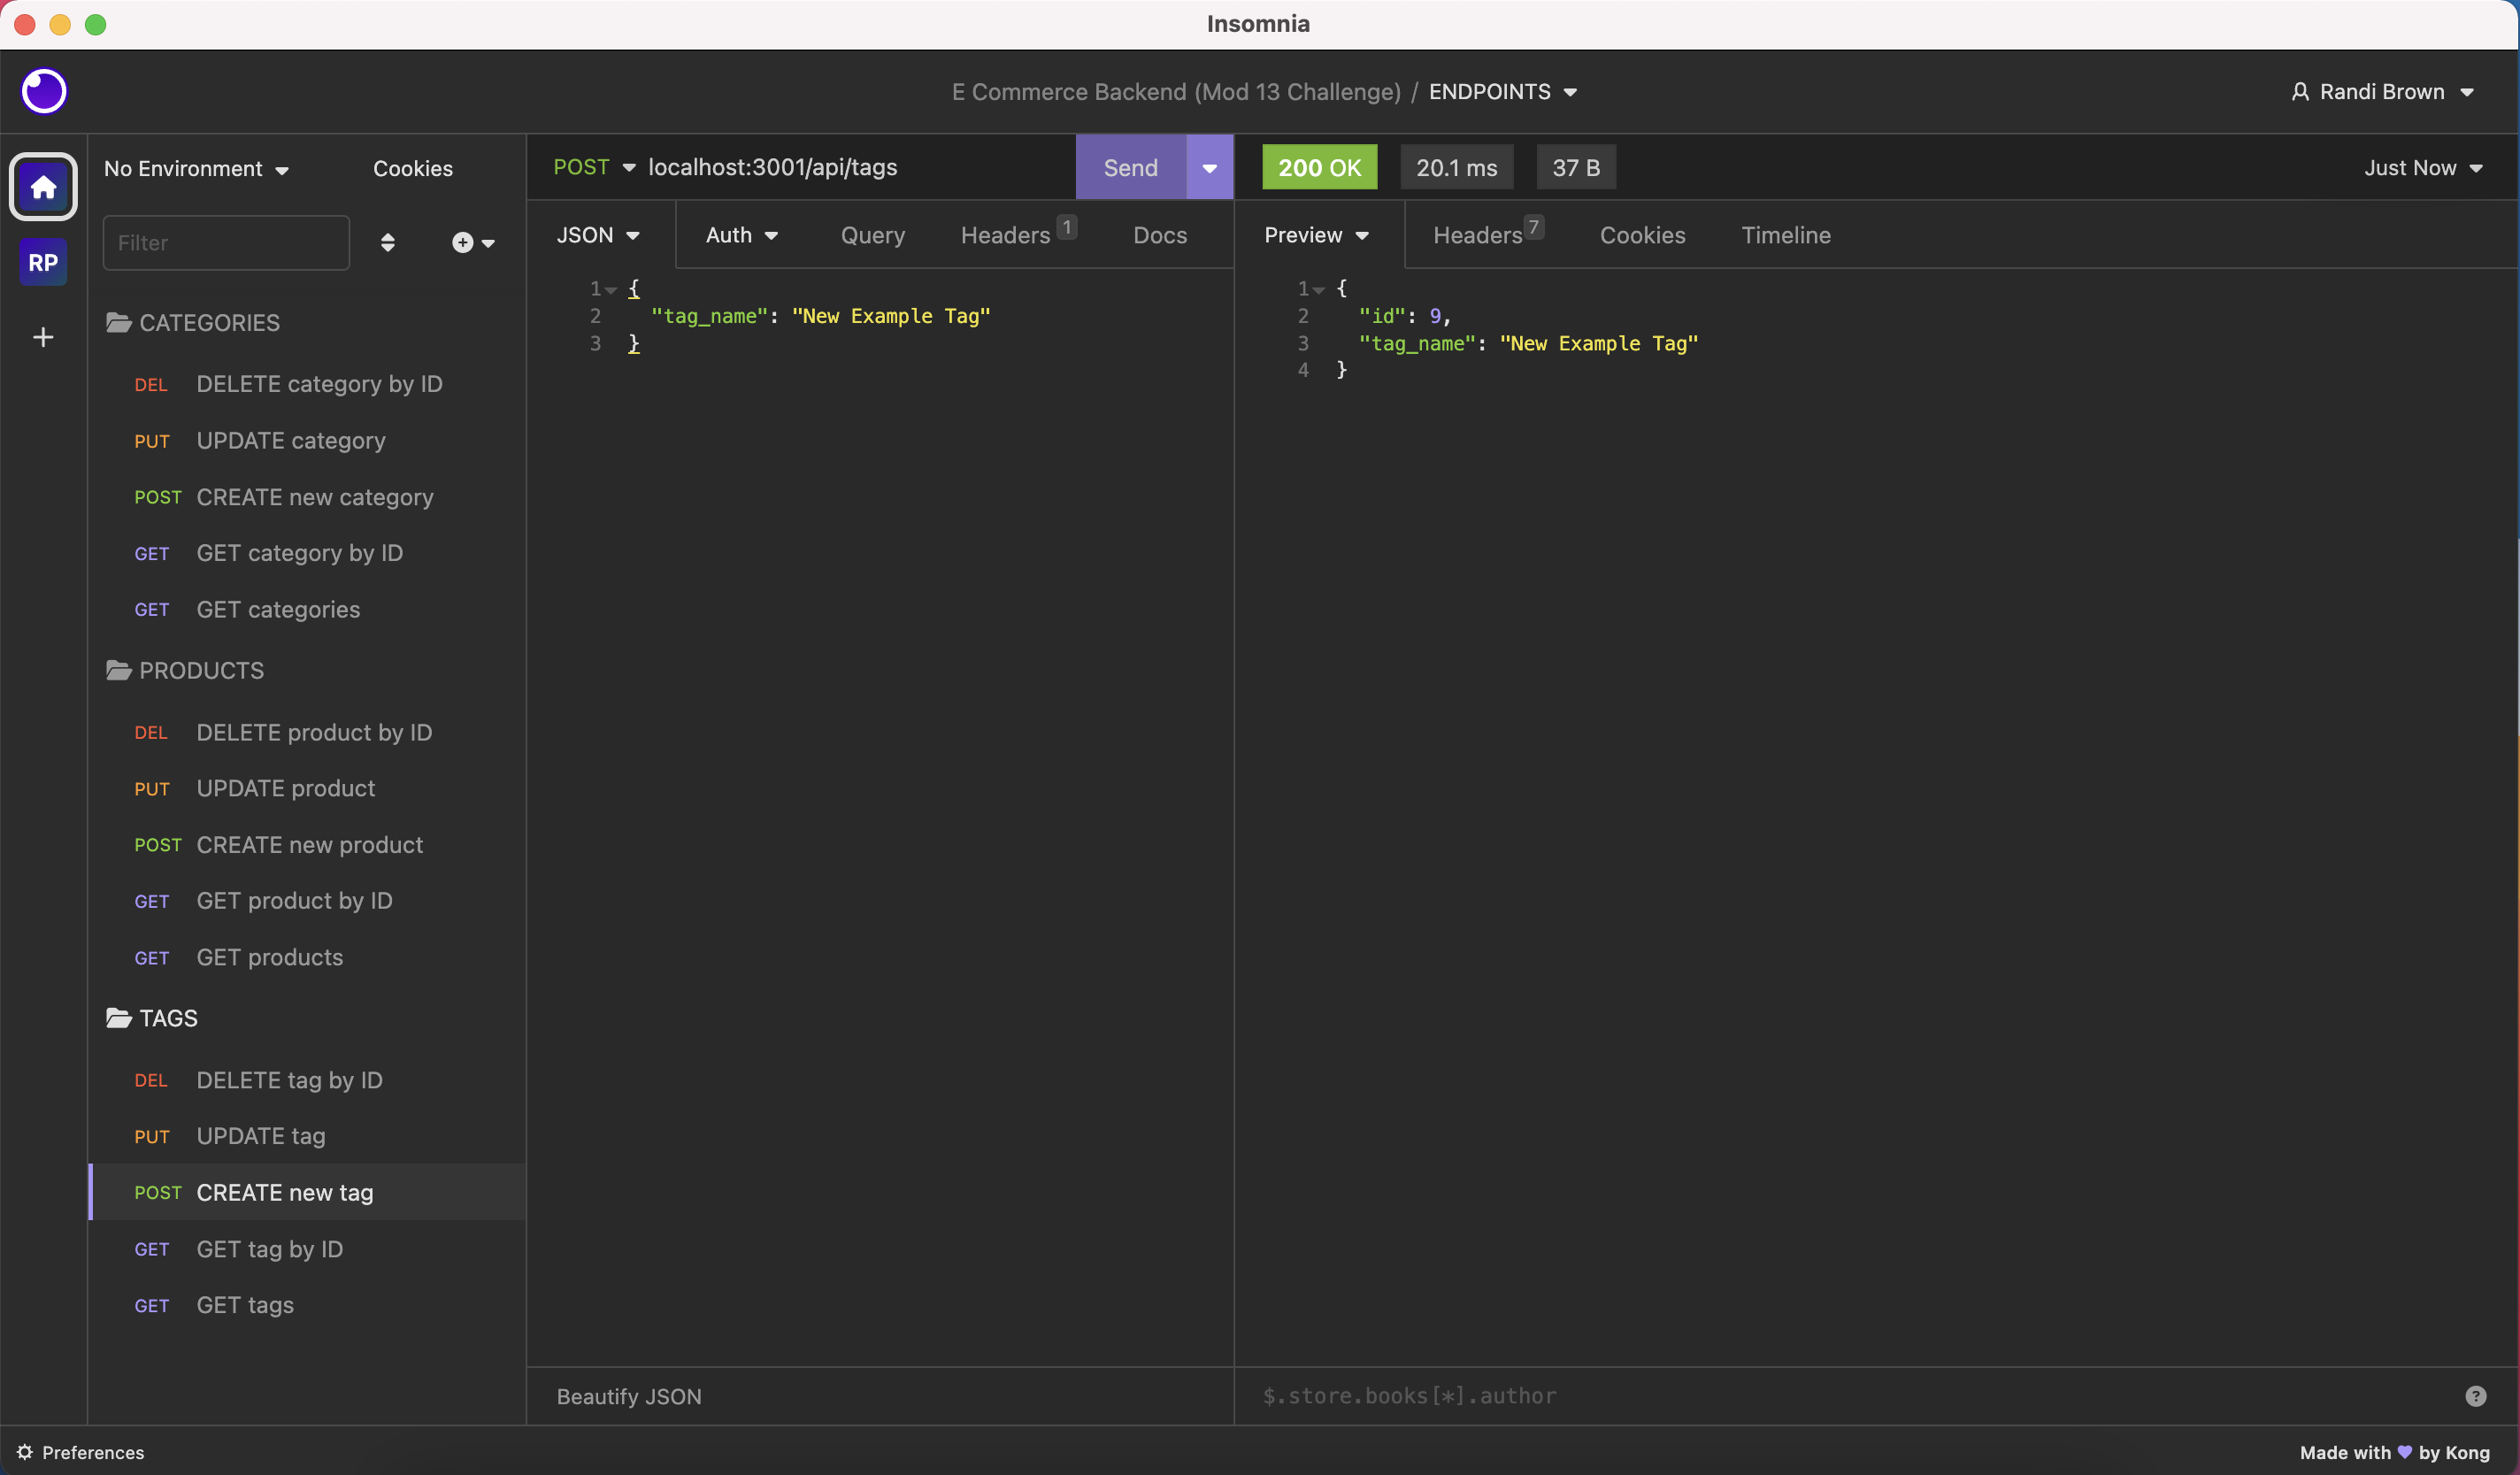 Insomnia
E Commerce Backend (Mod 13 Challenge) / ENDPOINTS
Randi Brown
RP
No Environment
Cookies
Filter
CATEGORIES
DEL DELETE category by ID
PUT UPDATE category
POST CREATE new category
GET GET category by ID
GET GET categories
PRODUCTS
DEL DELETE product by ID
PUT UPDATE product
POST CREATE new product
GET GET product by ID
GET GET products
TAGS
DEL DELETE tag by ID
PUT UPDATE tag
POST CREATE new tag
GET GET tag by ID
GET GET tags
POST localhost:3001/api/tags Send
JSON Auth Query Headers 1 Docs
1 {
2 "tag_name": "New Example Tag"
3 }
Beautify JSON
200 OK 20.1 ms 37 B Just Now
Preview Headers 7 Cookies Timeline
1 {
2 "id": 9,
3 "tag_name": "New Example Tag"
4 }
$.store.books[*].author ?
Preferences
Made with by Kong